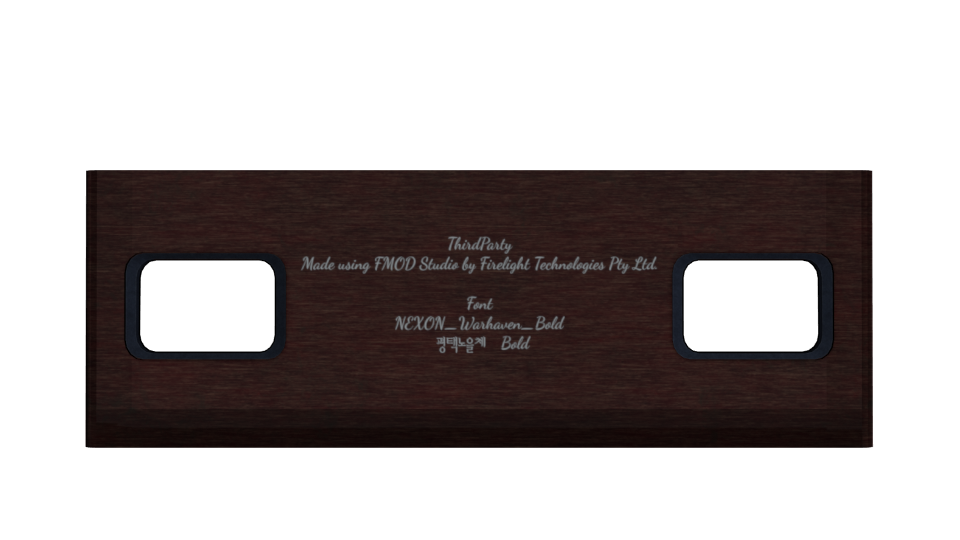 ThirdParty
Made using FMOD Studio by Firelight Technologies Pty Ltd.
Font
NEXON_Warhaven_Bold
평택노을체 Bold